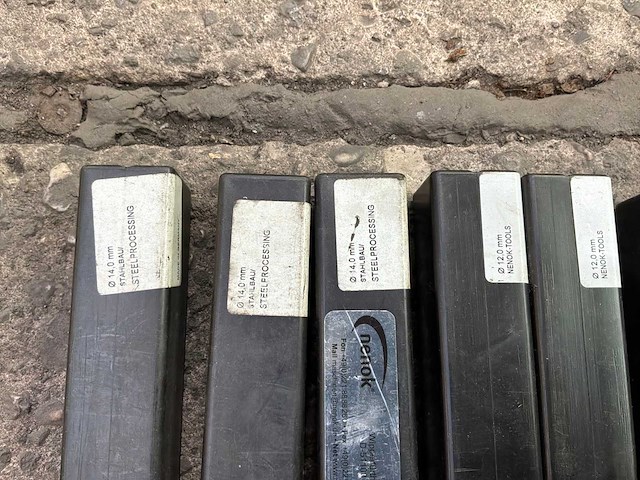 Ø 14,0 mm
STAHLBAU/
STEELPROCESSING
Ø 14,0 mm
STAHLBAU/
STEELPROCESSING
Ø 14,0 mm
STAHLBAU/
STEELPROCESSING
nenok
Ø 12,0 mm
NENOK-TOOLS
Ø 12,0 mm
NENOK-TOOLS